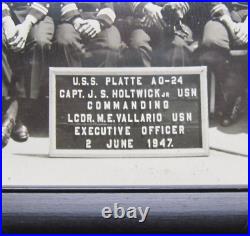 U.S.S. PLATTE AO-24
CAPT. J. S. HOLTWICK JR USN
COMMANDING
LCDR. M.E. VALLARIO USN
EXECUTIVE OFFICER
2 JUNE 1947.